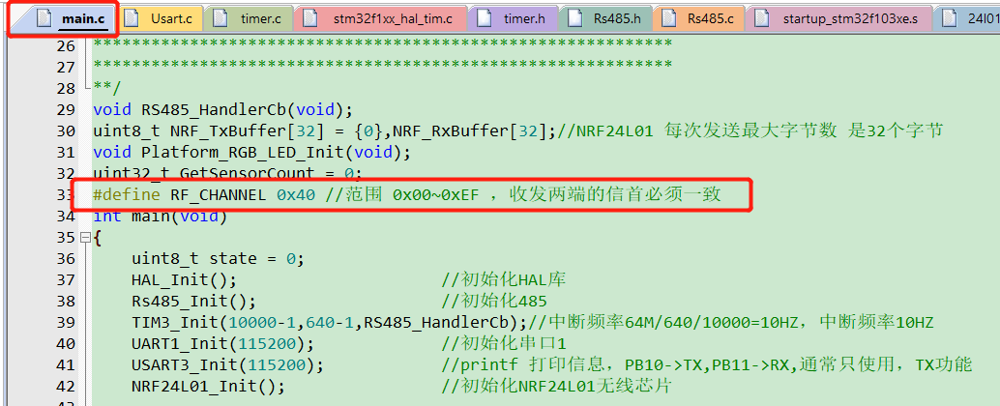 main.c Usart.c timer.c stm32f1xx_hal_tim.c timer.h Rs485.h Rs485.c startup_stm32f103xe.s 24l01
26 ************************************************************
27 ************************************************************
28 **/
29 void RS485_HandlerCb(void);
30 uint8_t NRF_TxBuffer[32] = {0},NRF_RxBuffer[32];//NRF24L01 每次发送最大字节数 是32个字节
31 void Platform_RGB_LED_Init(void);
32 uint32_t GetSensorCount = 0;
33 #define RF_CHANNEL 0x40 //范围 0x00~0xEF ，收发两端的信首必须一致
34 int main(void)
35 {
36 uint8_t state = 0;
37 HAL_Init(); //初始化HAL库
38 Rs485_Init(); //初始化485
39 TIM3_Init(10000-1,640-1,RS485_HandlerCb);//中断频率64M/640/10000=10HZ，中断频率10HZ
40 UART1_Init(115200); //初始化串口1
41 USART3_Init(115200); //printf 打印信息，PB10->TX,PB11->RX,通常只使用，TX功能
42 NRF24L01_Init(); //初始化NRF24L01无线芯片